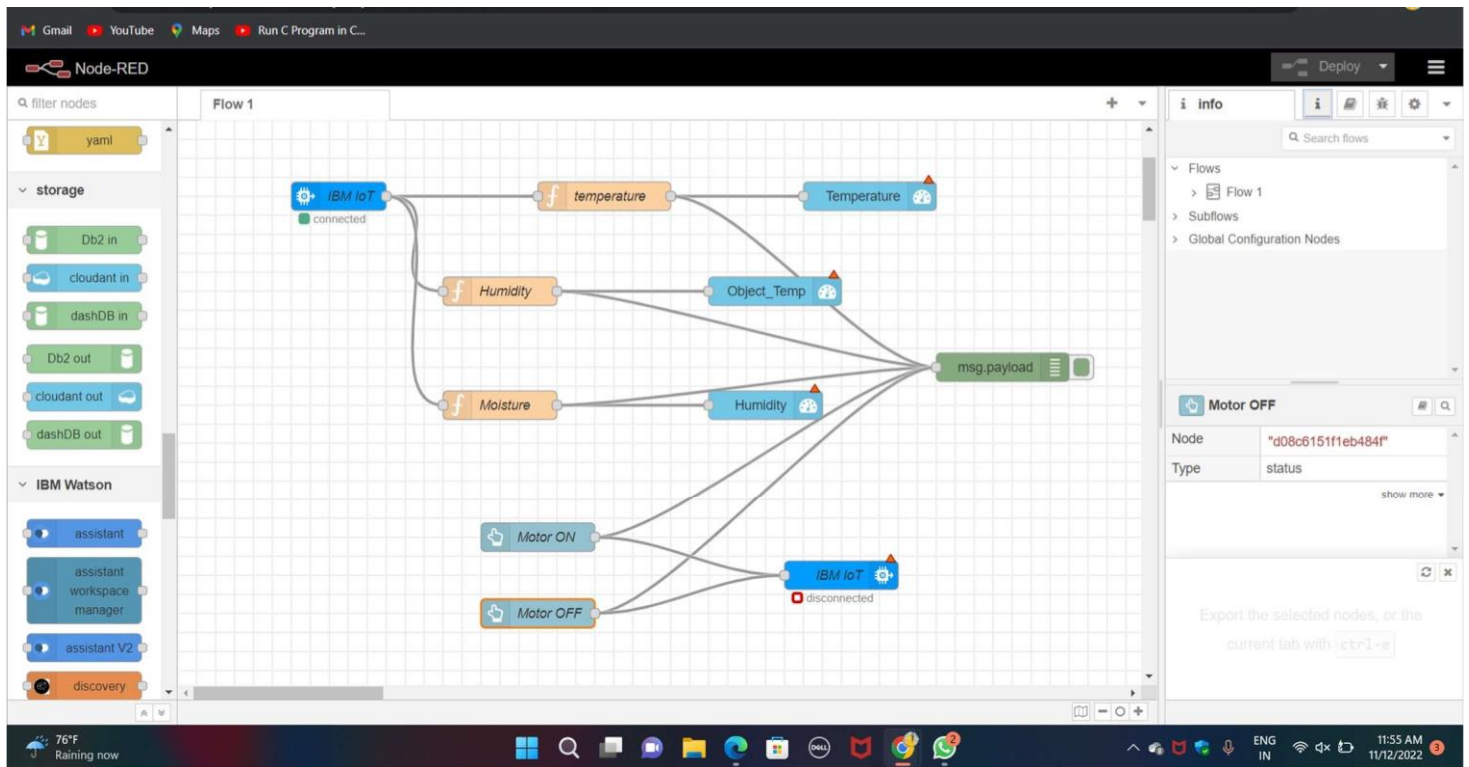 Gmail YouTube Maps Run C Program in C...
Node-RED Deploy
filter nodes Flow 1 i info
Search flows
yaml
storage
Db2 in
cloudant in
dashDB in
Db2 out
cloudant out
dashDB out
IBM Watson
assistant
assistant
workspace
manager
assistant V2
discovery
IBM IoT
connected
temperature
Temperature
Humidity
Object_Temp
msg.payload
Moisture
Humidity
Motor ON
IBM IoT
disconnected
Motor OFF
Flows
Flow 1
Subflows
Global Configuration Nodes
Motor OFF
Node "d08c6151f1eb484f"
Type status
show more
Export the selected nodes, or the
current tab with ctrl-e
76°F
Raining now
DELL
2
ENG
IN
11:55 AM
11/12/2022
3